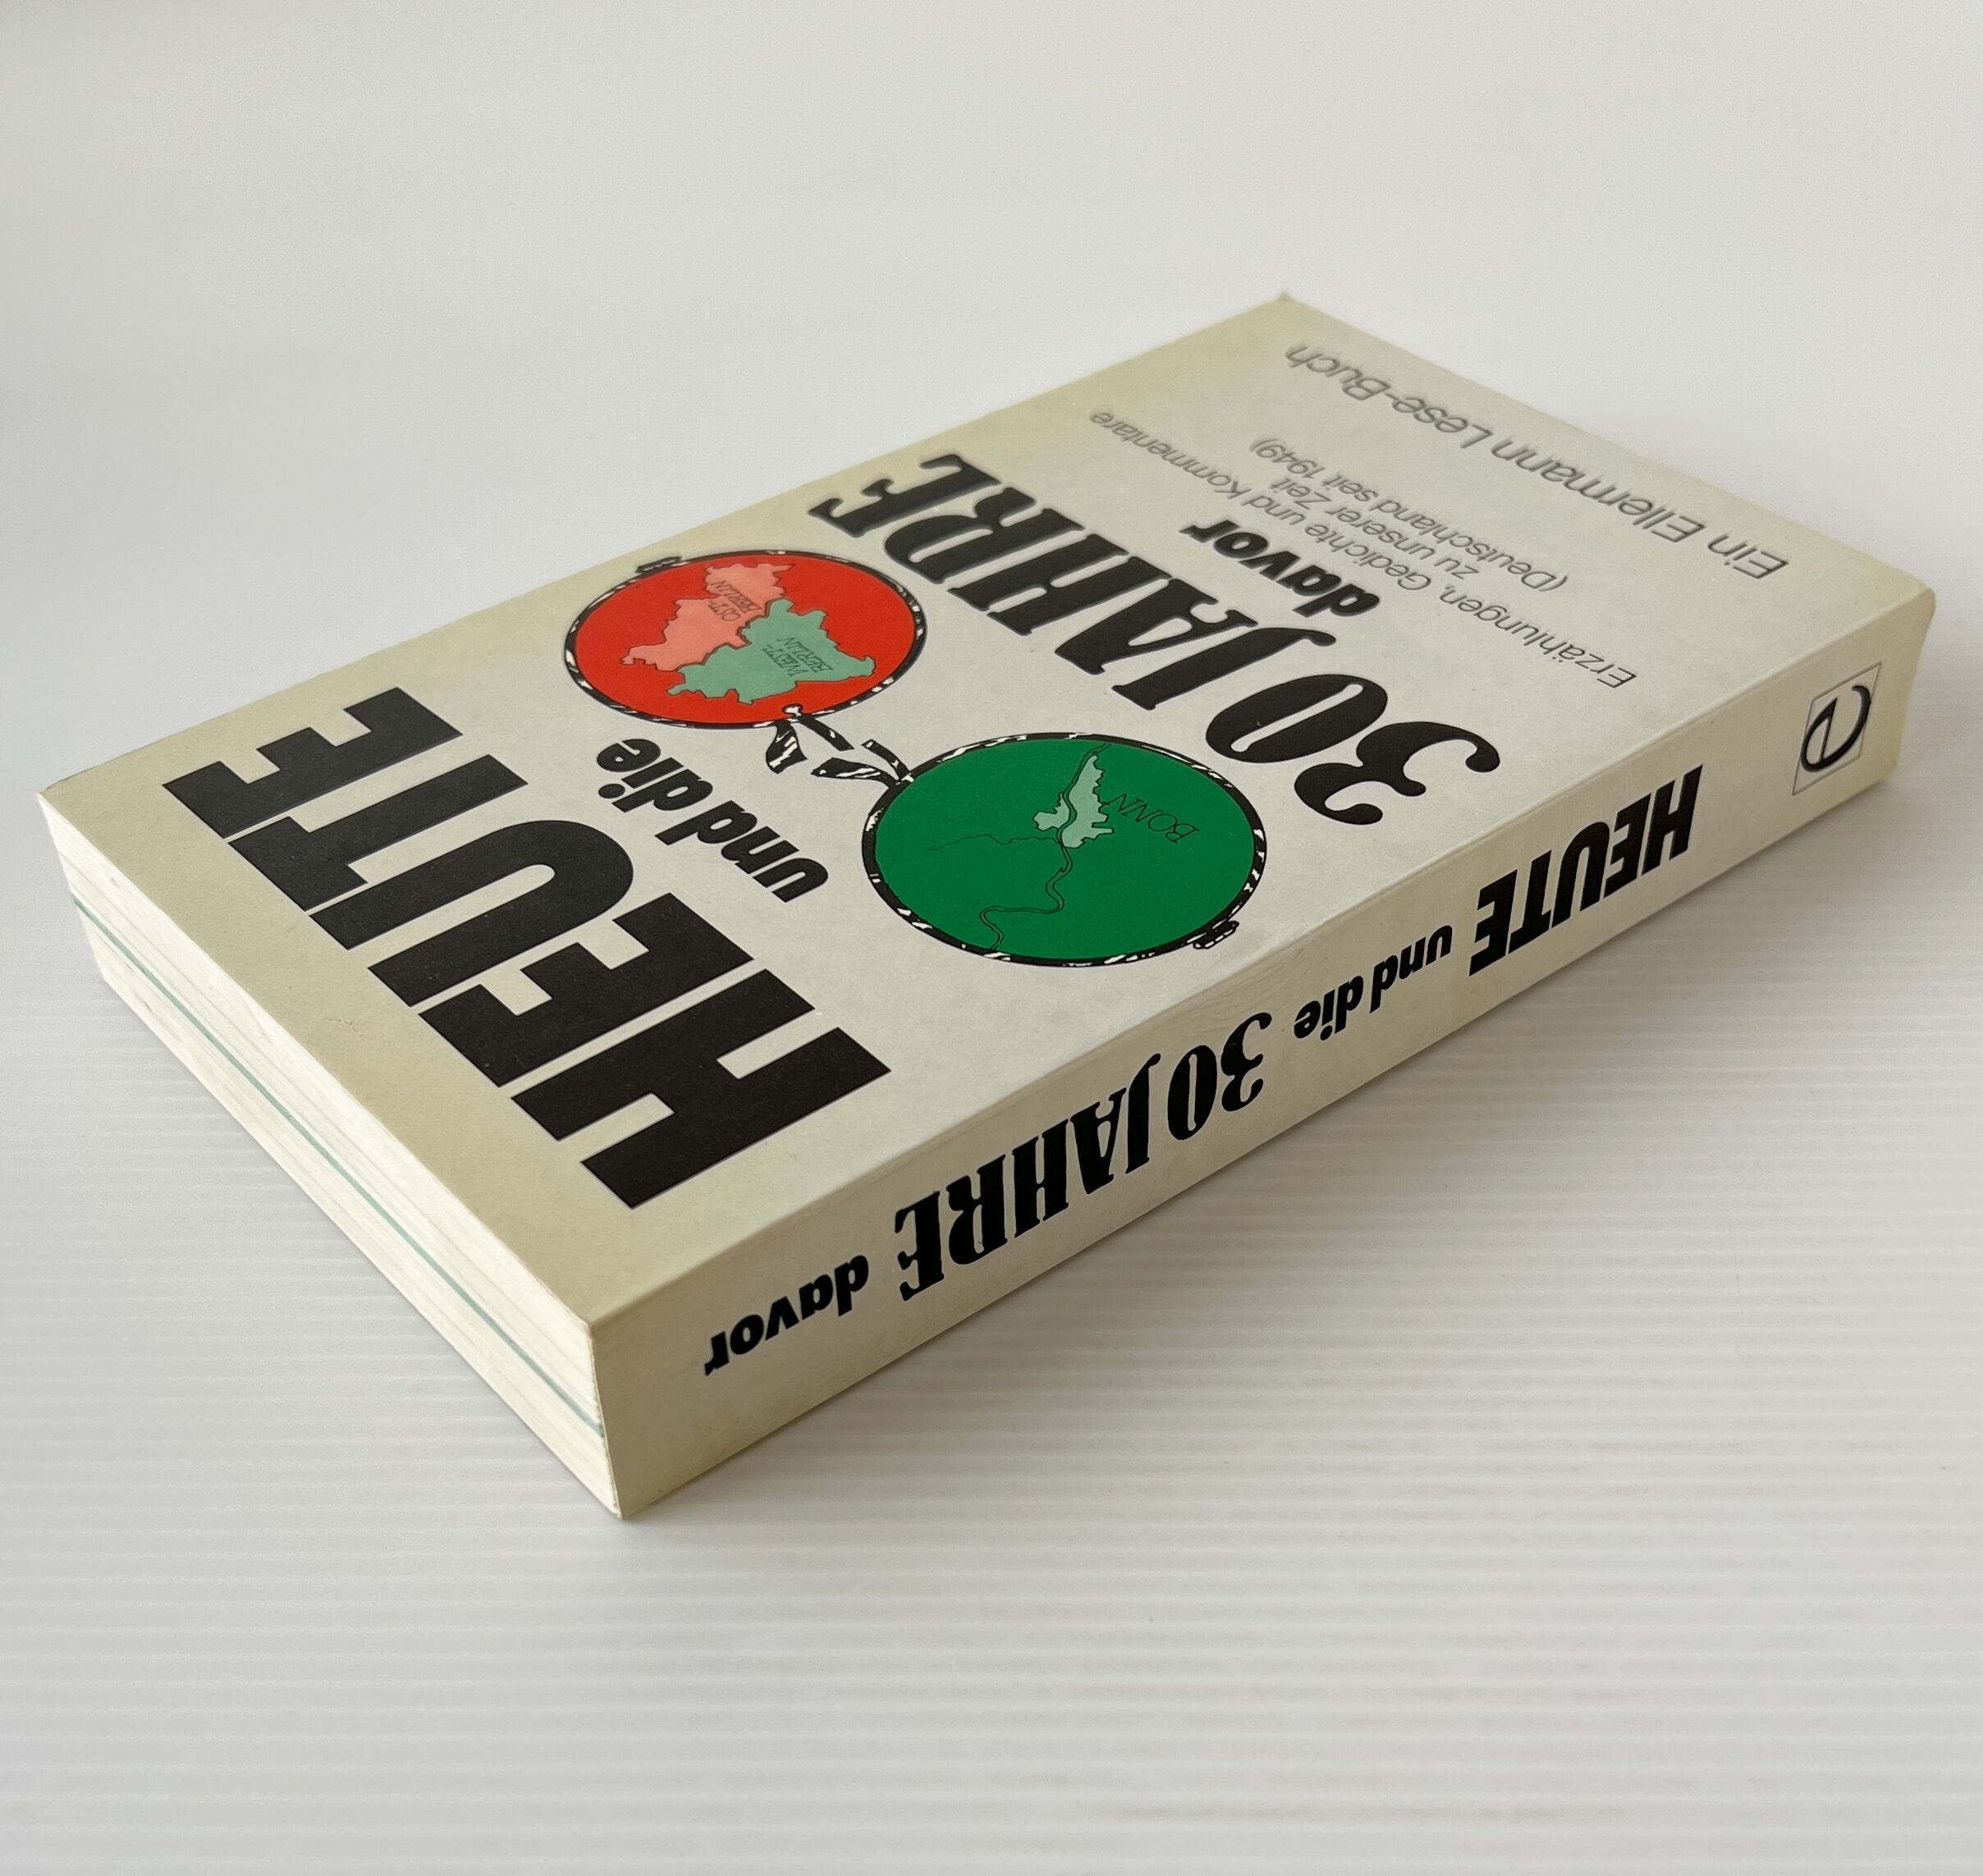 HEUTE
und die
OST-
BERLIN
WEST-
BERLIN
BONN
30 JAHRE
davor
Erzählungen, Gedichte und Kommentare
zu unserer Zeit
(Deutschland seit 1949)
Ein Ellermann Lese-Buch
e
HEUTE und die 30 JAHRE davor